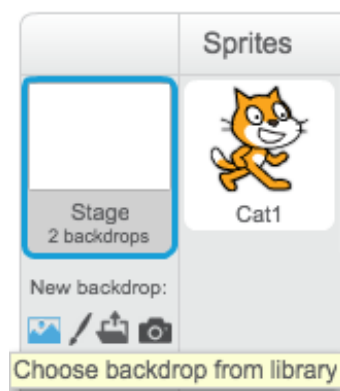 Sprites
Stage
2 backdrops
Cat1
New backdrop:
Choose backdrop from library